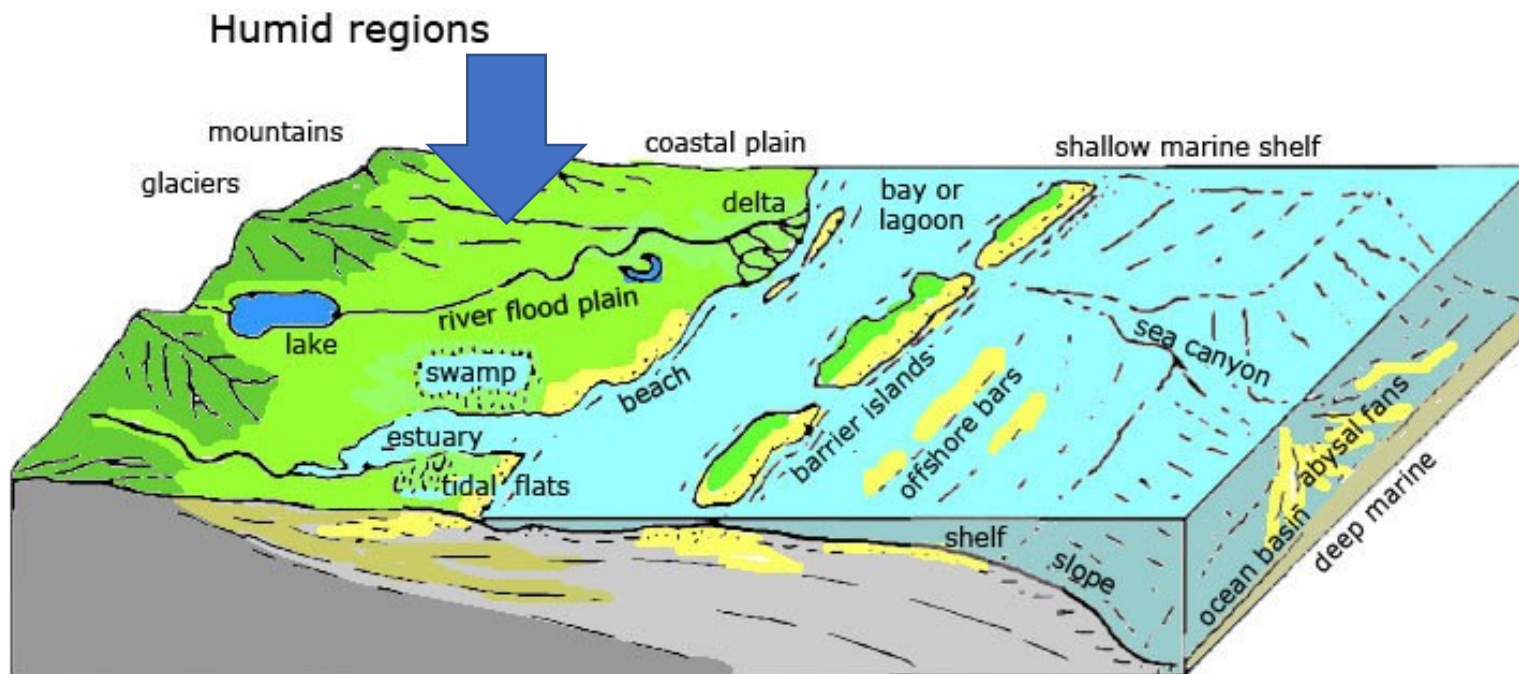 Humid regions
mountains
glaciers
coastal plain
shallow marine shelf
delta
bay or
lagoon
river flood plain
lake
swamp
beach
estuary
tidal flats
barrier islands
offshore bars
sea canyon
abyssal fans
shelf
slope
ocean basin
deep marine